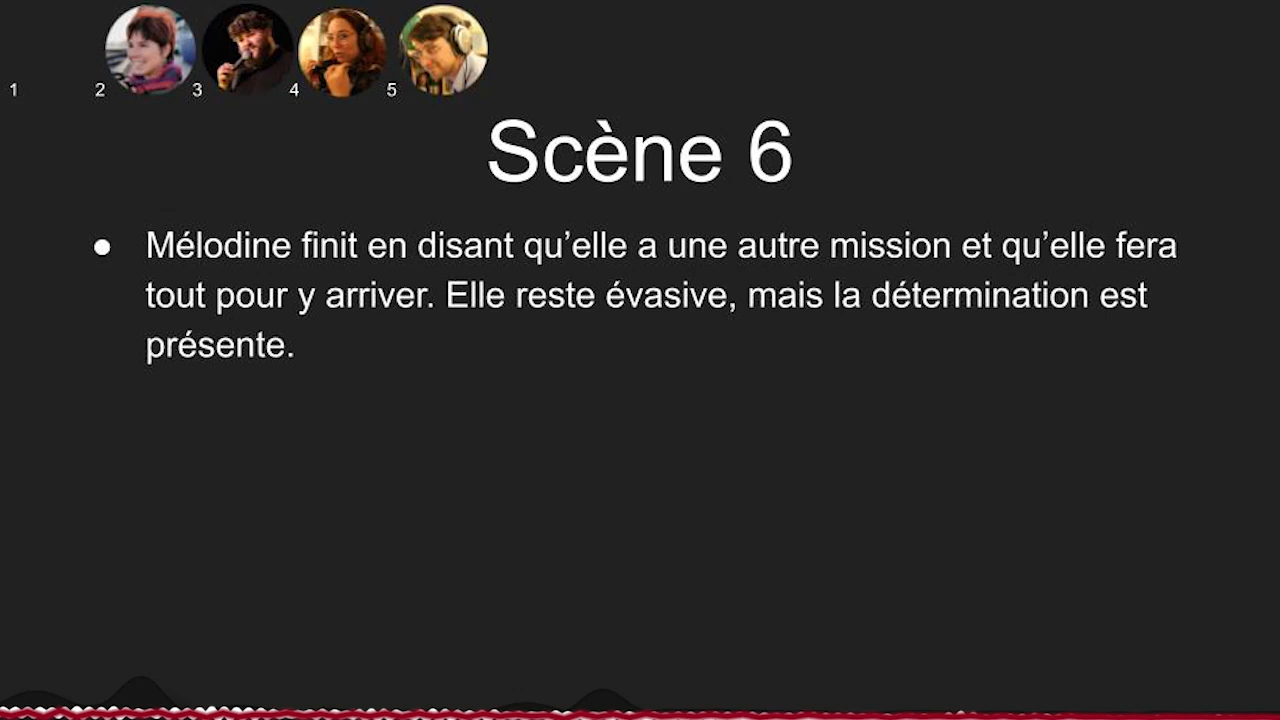 1 2 3 4 5
Scène 6
● Mélodine finit en disant qu’elle a une autre mission et qu’elle fera
tout pour y arriver. Elle reste évasive, mais la détermination est
présente.